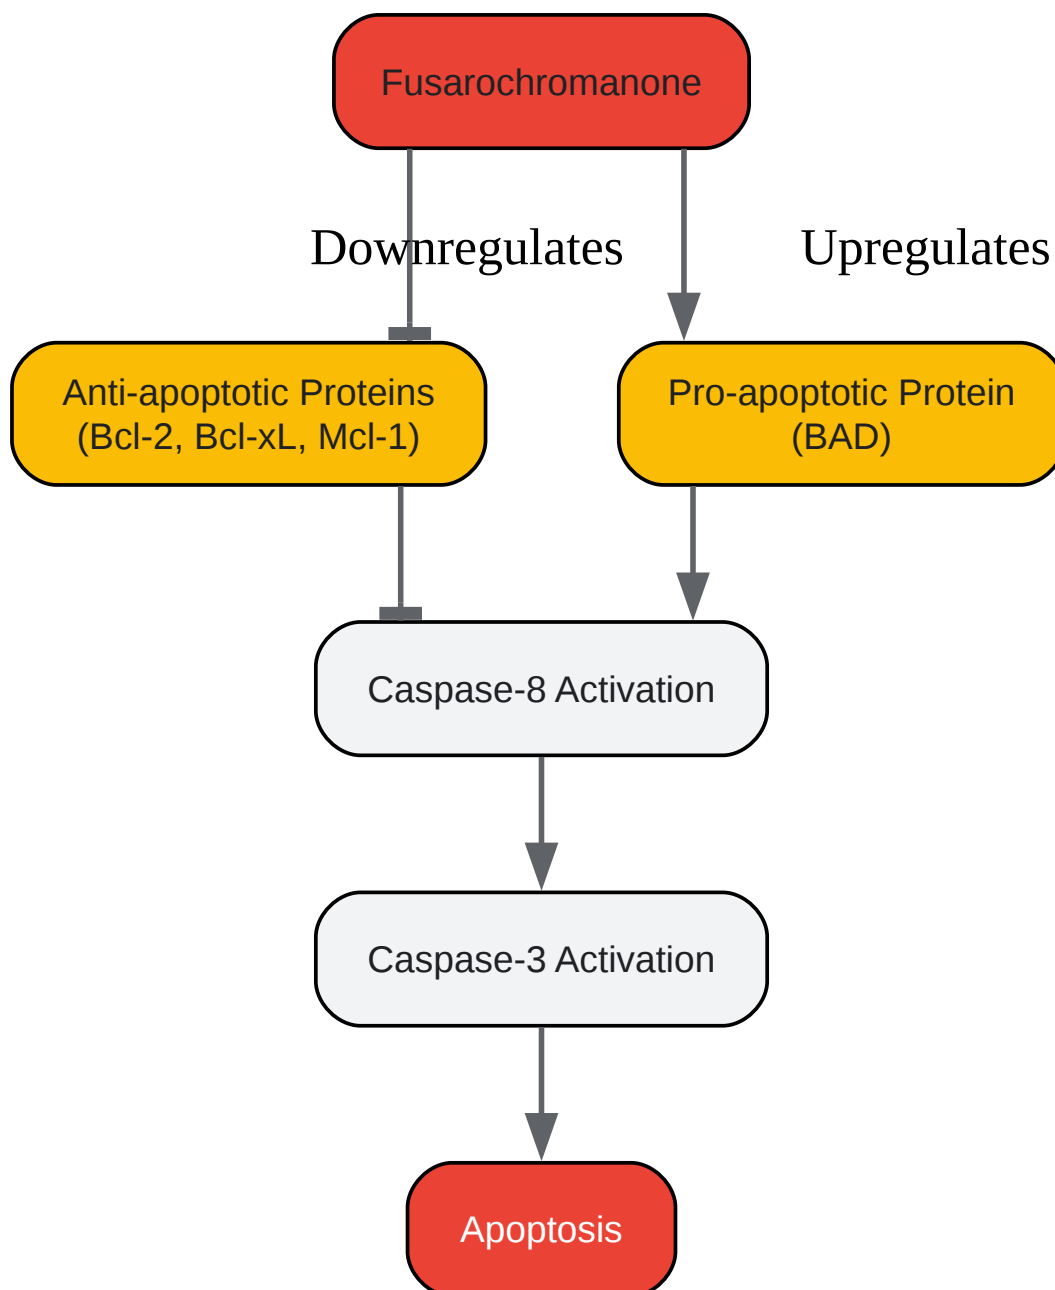 Fusarochromanone
Downregulates
Upregulates
Anti-apoptotic Proteins
(Bcl-2, Bcl-xL, Mcl-1)
Pro-apoptotic Protein
(BAD)
Caspase-8 Activation
Caspase-3 Activation
Apoptosis